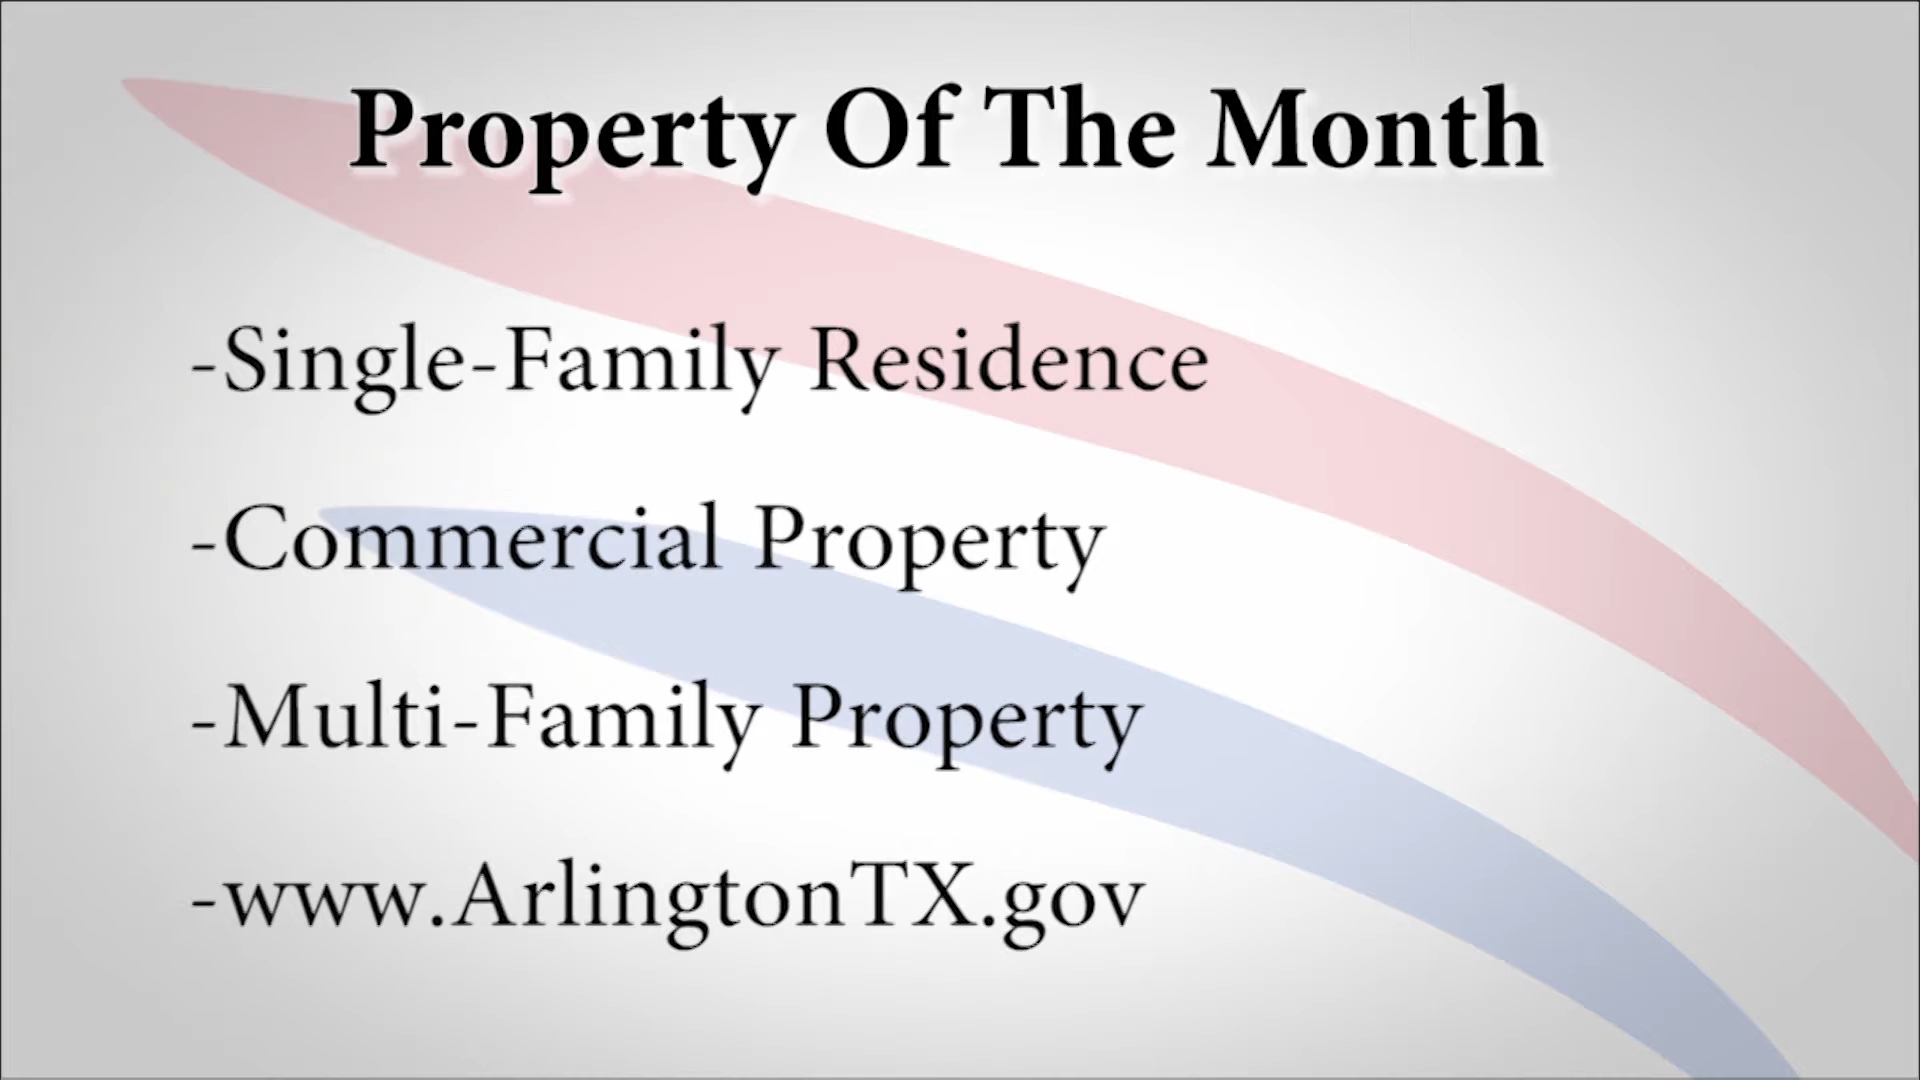 Property Of The Month
-Single-Family Residence
-Commercial Property
-Multi-Family Property
-www.ArlingtonTX.gov